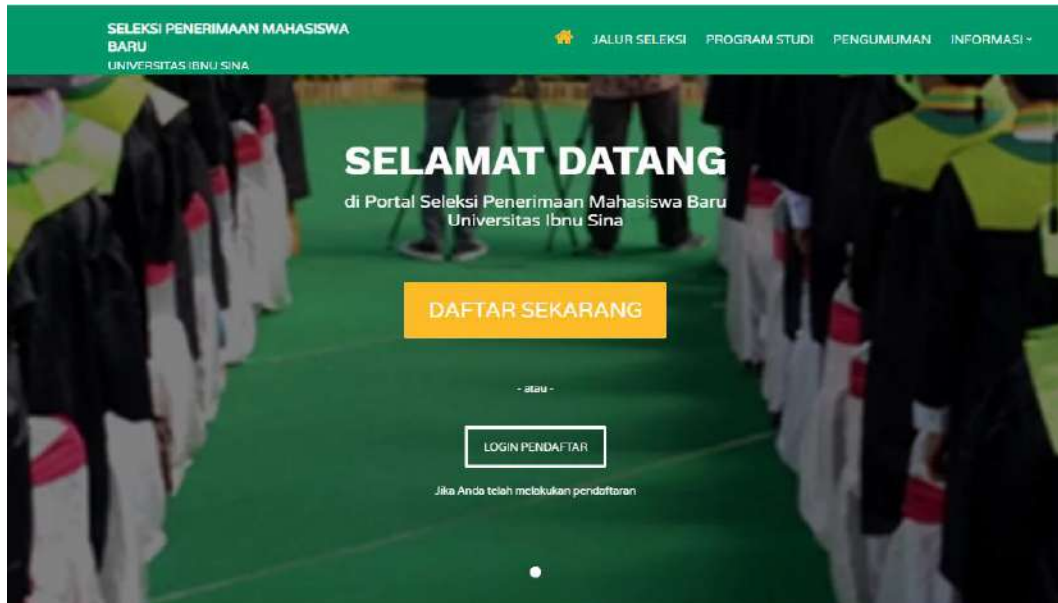 SELEKSI PENERIMAAN MAHASISWA
BARU
UNIVERSITAS IBNU SINA
JALUR SELEKSI PROGRAM STUDI PENGUMUMAN INFORMASI
SELAMAT DATANG
di Portal Seleksi Penerimaan Mahasiswa Baru
Universitas Ibnu Sina
DAFTAR SEKARANG
- atau -
LOGIN PENDAFTAR
Jika Anda telah melakukan pendaftaran